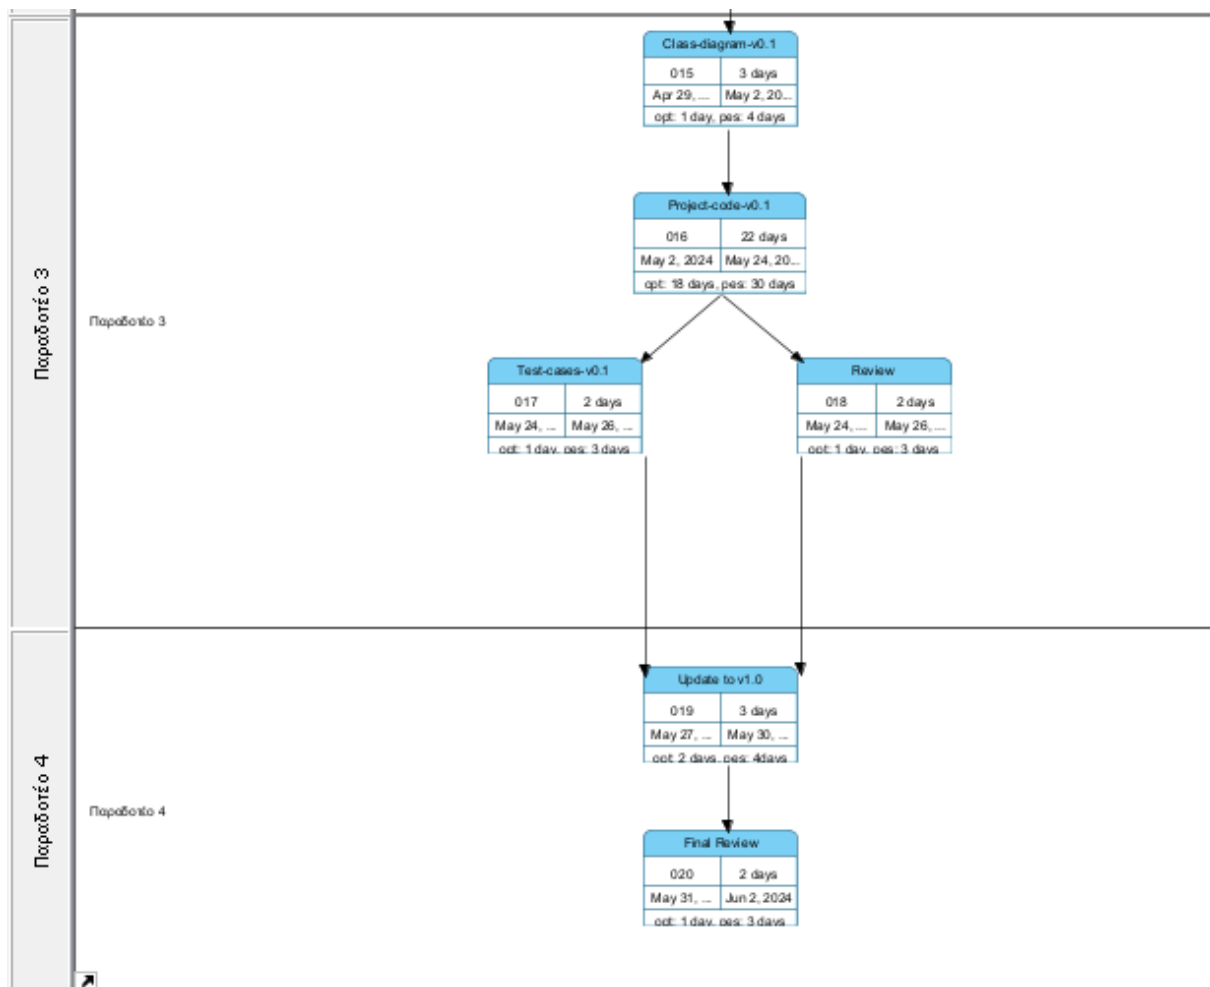 Παραδοτέο 3
Παραδοτέο 3
Class-diagram-v0.1
015 3 days
Apr 29, ... May 2, 20...
opt: 1 day, pes: 4 days
Project-code-v0.1
016 22 days
May 2, 2024 May 24, 20...
opt: 18 days, pes: 30 days
Test-cases-v0.1
017 2 days
May 24, ... May 26, ...
opt: 1 day, pes: 3 days
Review
018 2 days
May 24, ... May 26, ...
opt: 1 day, pes: 3 days
Παραδοτέο 4
Παραδοτέο 4
Update to v1.0
019 3 days
May 27, ... May 30, ...
opt: 2 days, pes: 4days
Final Review
020 2 days
May 31, ... Jun 2, 2024
opt: 1 day, pes: 3 days